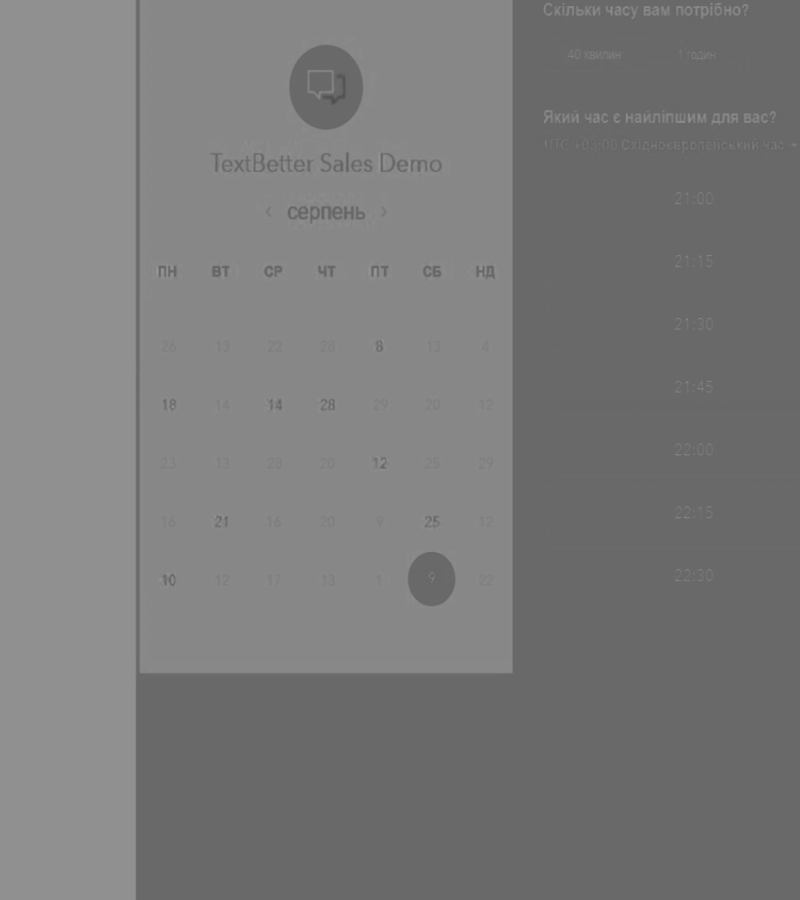 TextBetter Sales Demo
‹ серпень ›
ПН ВТ СР ЧТ ПТ СБ НД
26 13 22 28 8 13 4
18 14 14 28 29 20 12
23 13 28 20 12 25 29
16 21 16 20 9 25 12
10 12 17 13 1 9 22
Скільки часу вам потрібно?
40 хвилин 1 годин
Який час є найліпшим для вас?
UTC +03:00 Східноєвропейський час
21:00
21:15
21:30
21:45
22:00
22:15
22:30